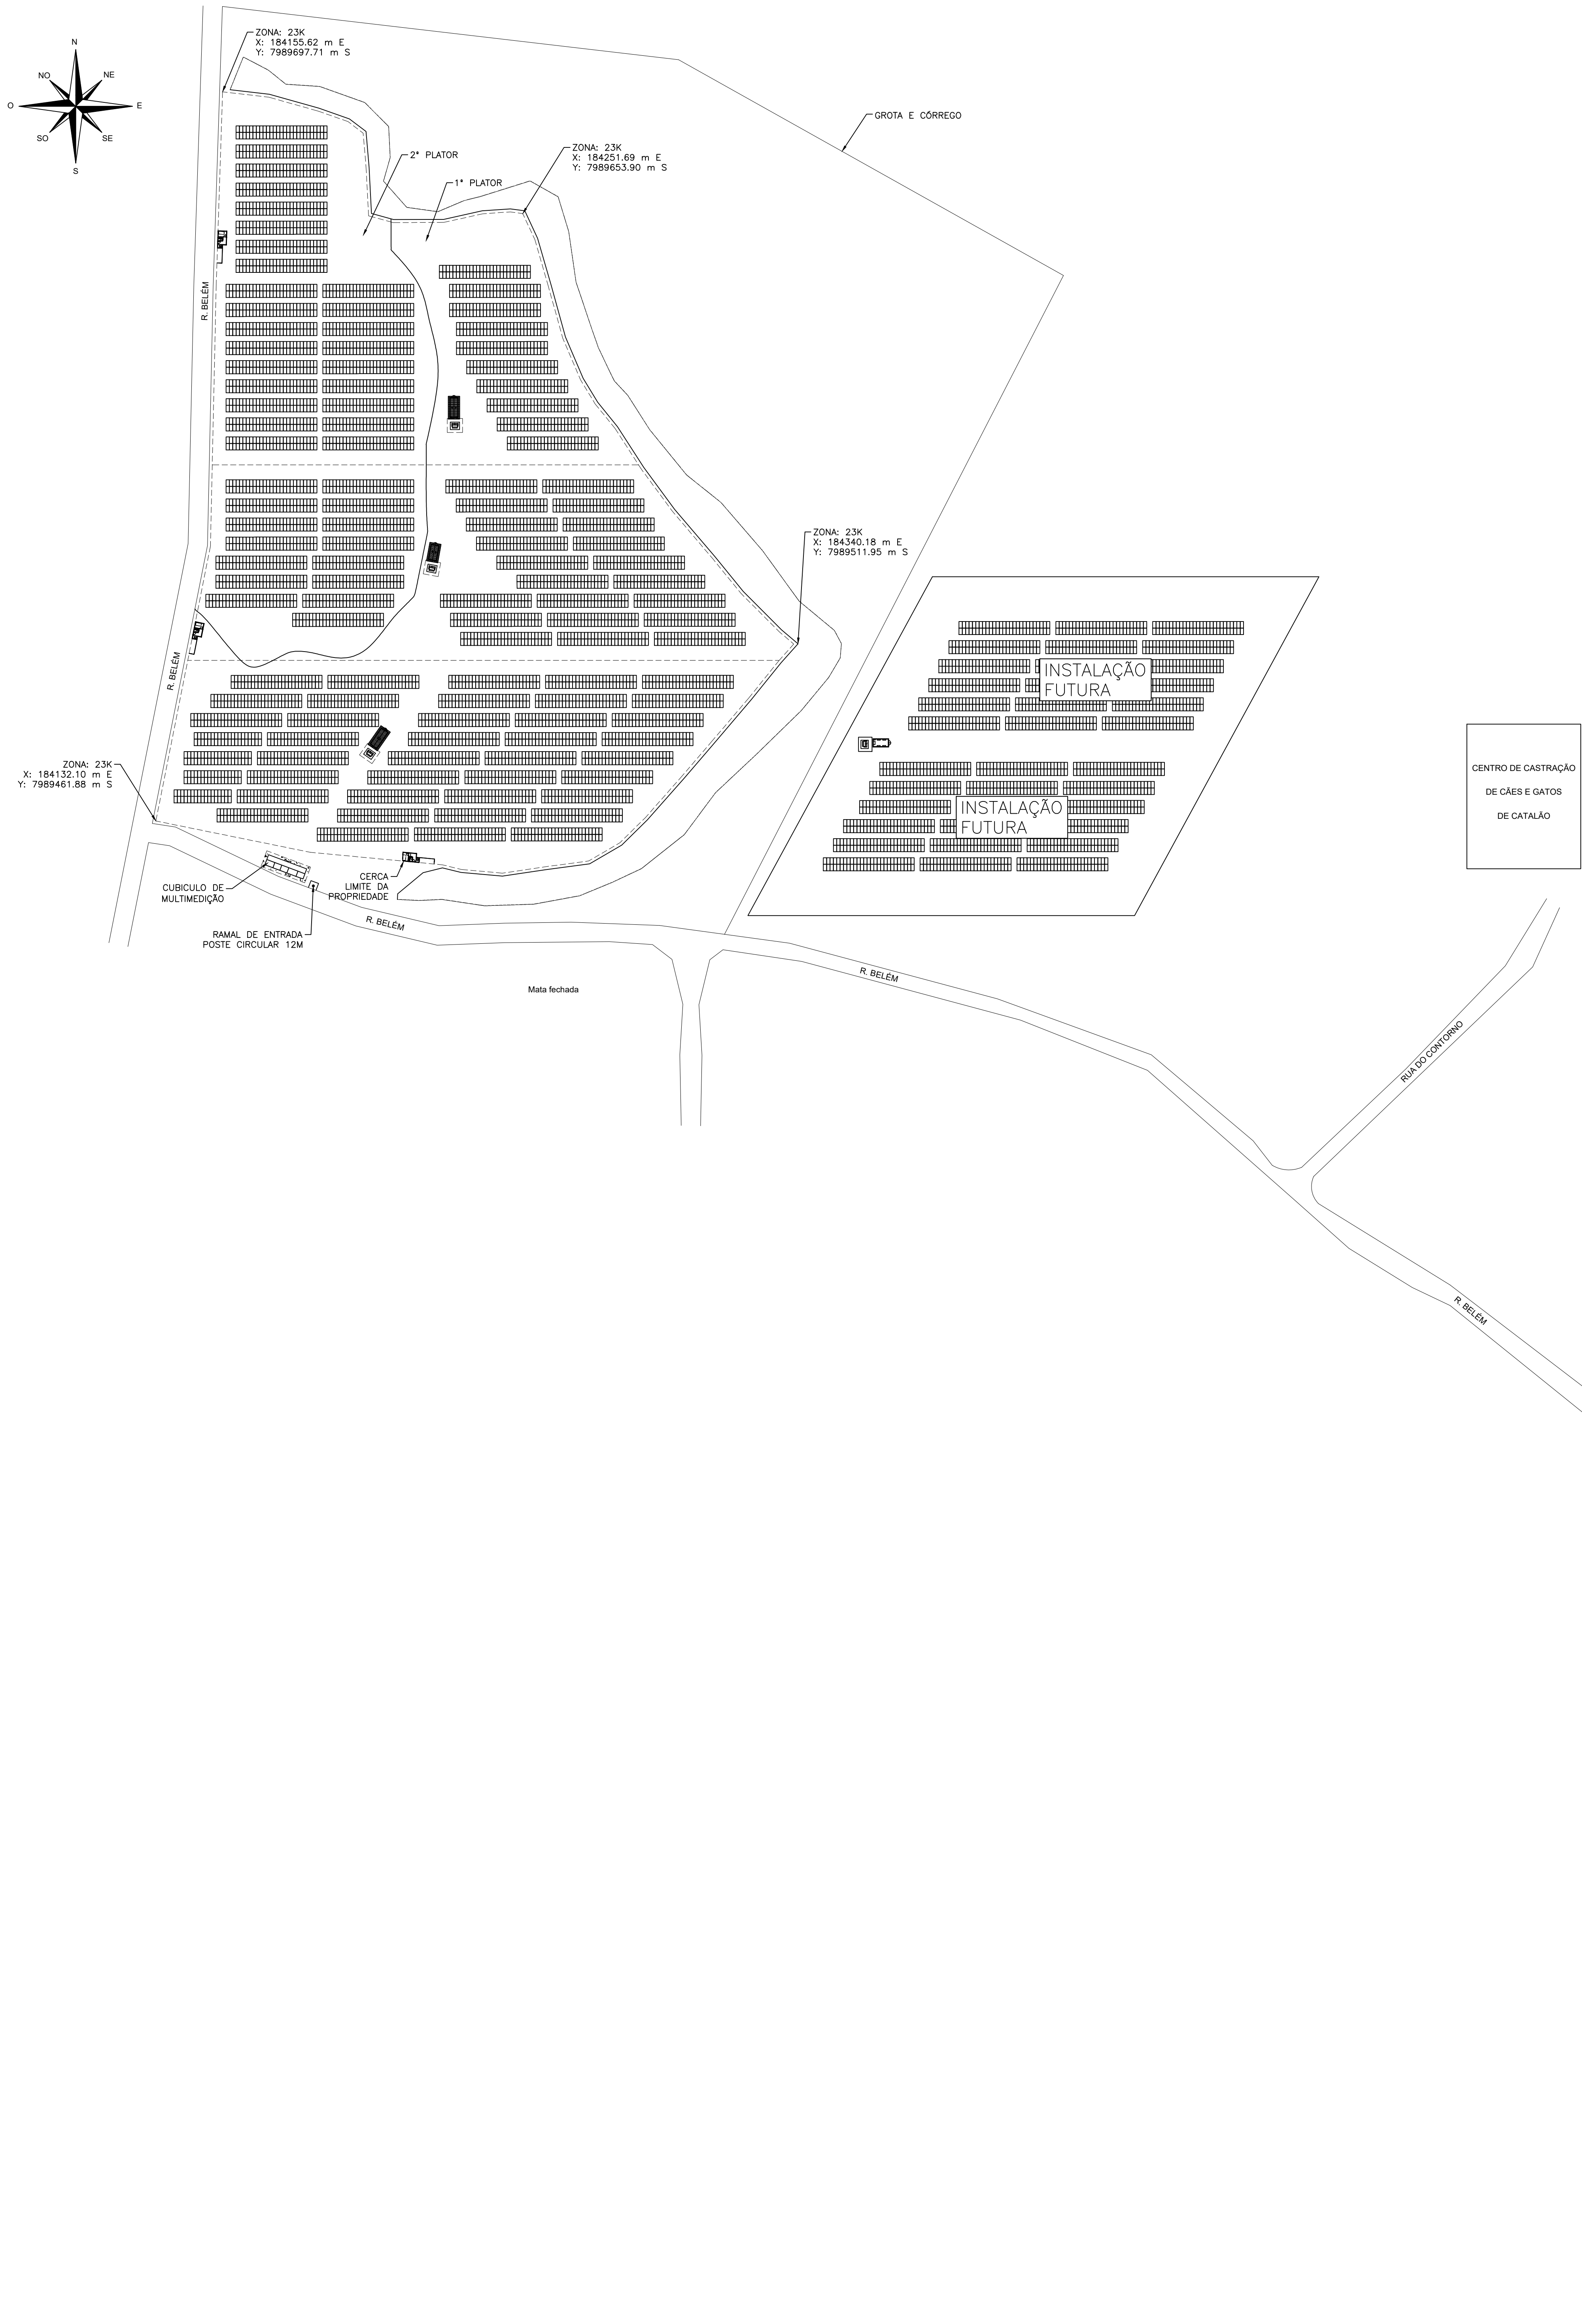 ZONA: 23K
X: 184155.62 m E
Y: 7989697.71 m S
N
NO
NE
O
E
SO
SE
S
GROTA E CÓRREGO
2° PLATOR
1° PLATOR
ZONA: 23K
X: 184251.69 m E
Y: 7989653.90 m S
R. BELÉM
ZONA: 23K
X: 184340.18 m E
Y: 7989511.95 m S
R. BELÉM
INSTALAÇÃO
FUTURA
ZONA: 23K
X: 184132.10 m E
Y: 7989461.88 m S
INSTALAÇÃO
FUTURA
CENTRO DE CASTRAÇÃO
DE CÃES E GATOS
DE CATALÃO
CUBICULO DE
MULTIMEDIÇÃO
CERCA
LIMITE DA
PROPRIEDADE
RAMAL DE ENTRADA
POSTE CIRCULAR 12M
R. BELÉM
Mata fechada
R. BELÉM
RUA DO CONTORNO
R. BELÉM